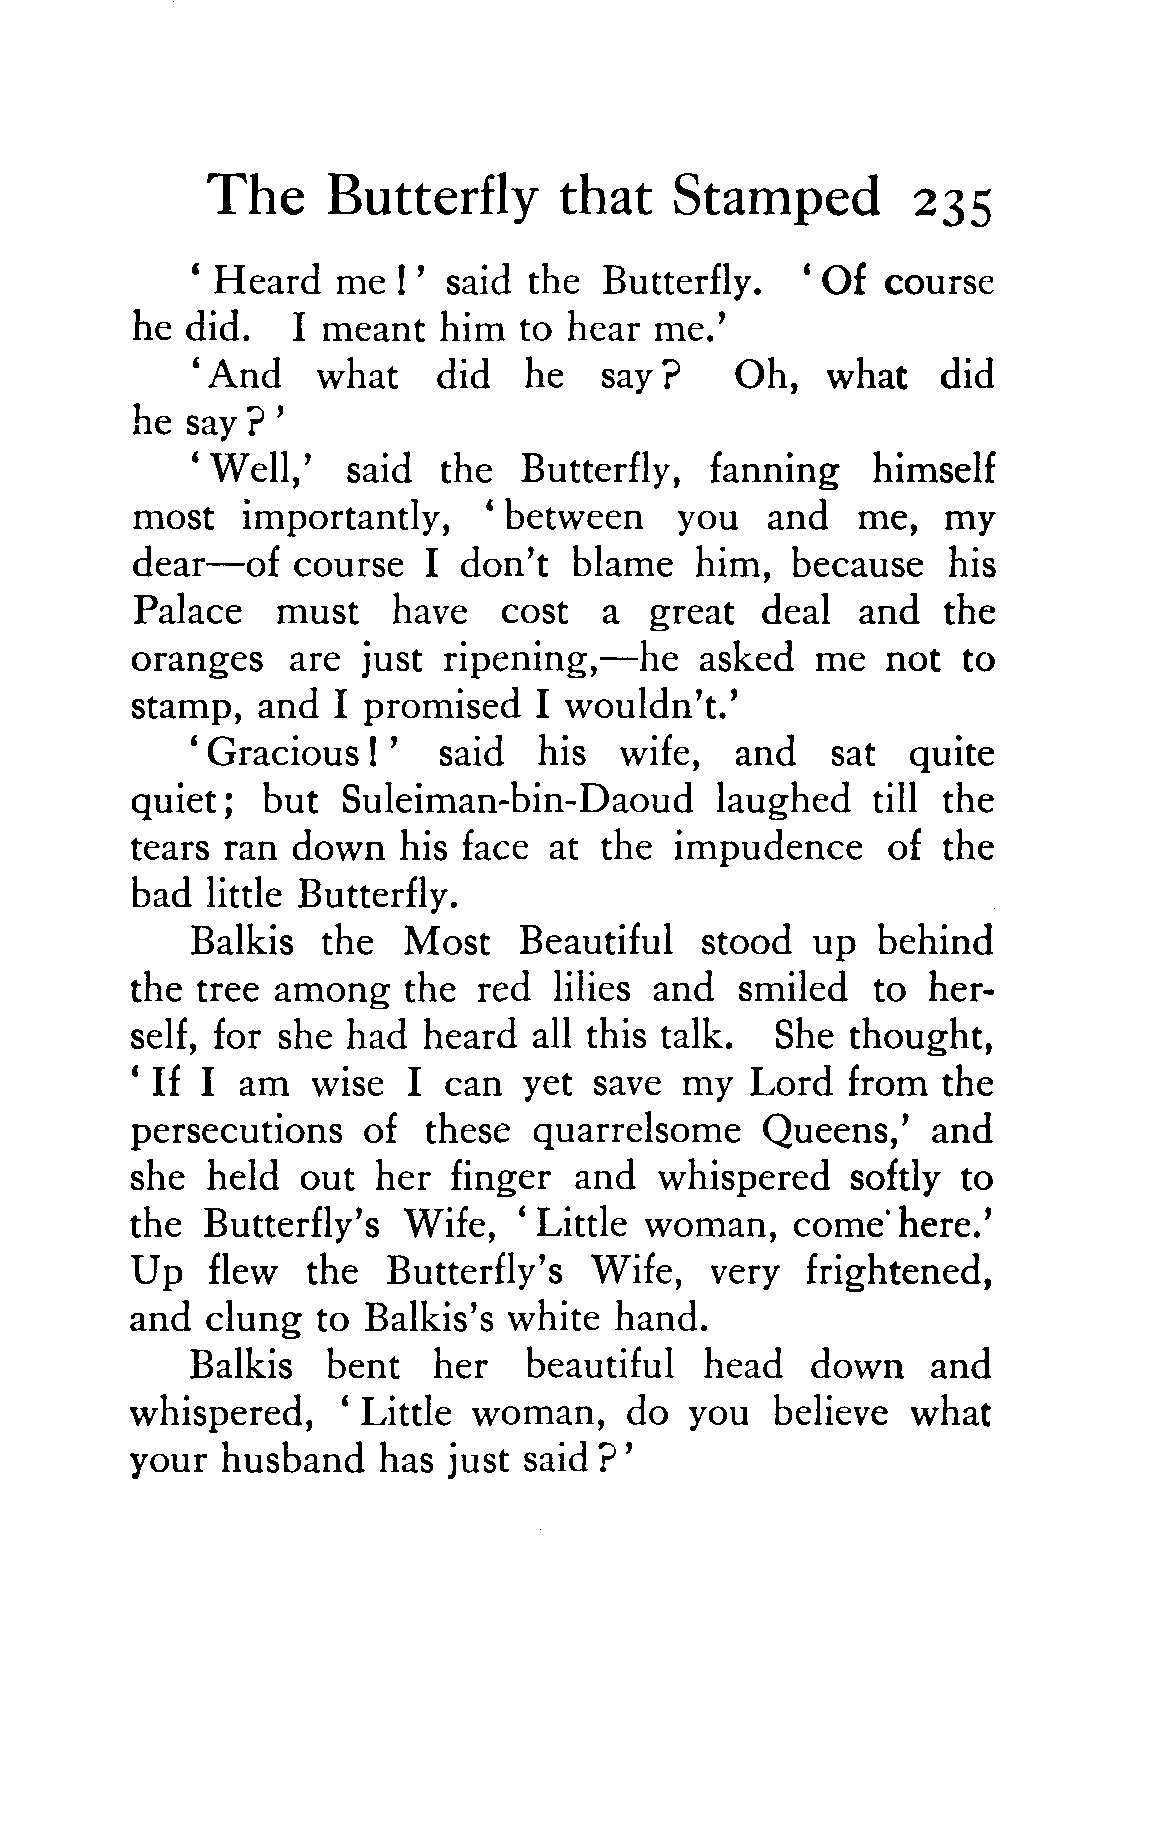 The Butterfly that Stamped 235
‘Heard me!’ said the Butterfly. ‘Of course
he did. I meant him to hear me.’
‘And what did he say? Oh, what did
he say?’
‘Well,’ said the Butterfly, fanning himself
most importantly, ‘between you and me, my
dear—of course I don’t blame him, because his
Palace must have cost a great deal and the
oranges are just ripening,—he asked me not to
stamp, and I promised I wouldn’t.’
‘Gracious!’ said his wife, and sat quite
quiet; but Suleiman-bin-Daoud laughed till the
tears ran down his face at the impudence of the
bad little Butterfly.
Balkis the Most Beautiful stood up behind
the tree among the red lilies and smiled to her-
self, for she had heard all this talk. She thought,
‘If I am wise I can yet save my Lord from the
persecutions of these quarrelsome Queens,’ and
she held out her finger and whispered softly to
the Butterfly’s Wife, ‘Little woman, come here.’
Up flew the Butterfly’s Wife, very frightened,
and clung to Balkis’s white hand.
Balkis bent her beautiful head down and
whispered, ‘Little woman, do you believe what
your husband has just said?’